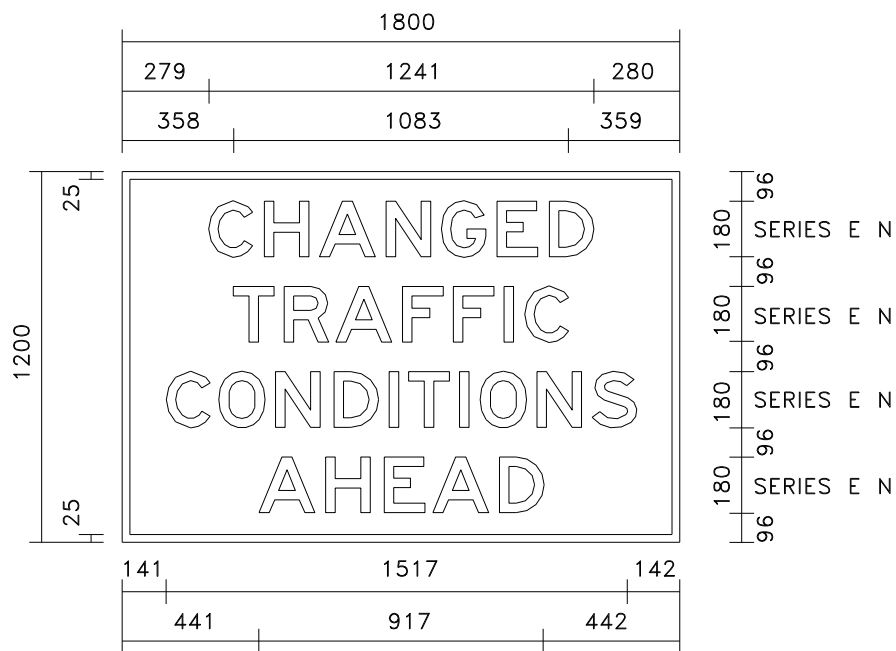 1800
279 1241 280
358 1083 359
25 96
CHANGED 180 SERIES E N
96
TRAFFIC 180 SERIES E N
1200 96
CONDITIONS 180 SERIES E N
96
AHEAD 180 SERIES E N
25 96
141 1517 142
441 917 442